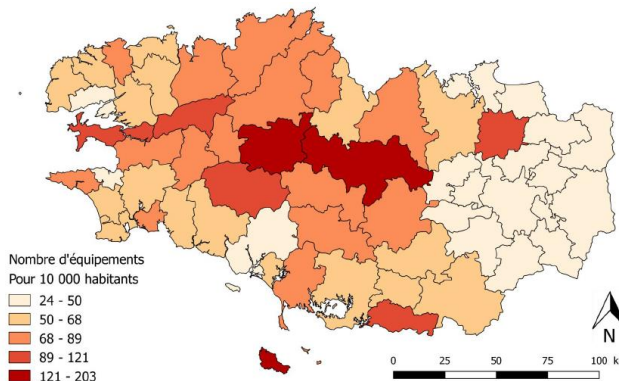 Nombre d'équipements
Pour 10 000 habitants
24 - 50
50 - 68
68 - 89
89 - 121
121 - 203
N
0 25 50 75 100 k